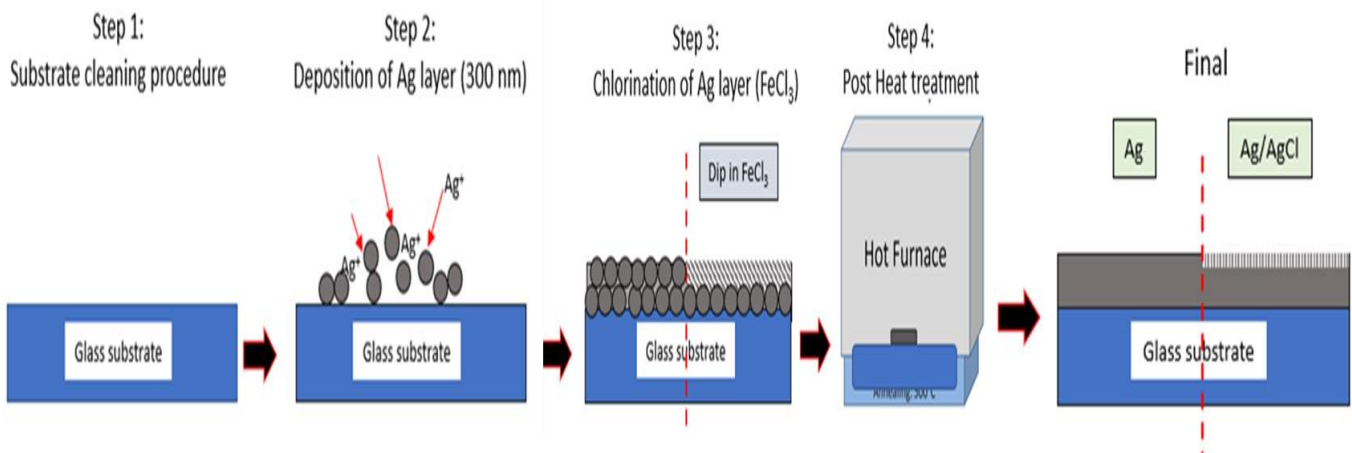 Step 1:
Substrate cleaning procedure
Glass substrate
Step 2:
Deposition of Ag layer (300 nm)
Ag⁺
Ag⁺
Ag⁺
Glass substrate
Step 3:
Chlorination of Ag layer (FeCl₃)
Dip in FeCl₃
Glass substrate
Step 4:
Post Heat treatment
Hot Furnace
Annealing:
Final
Ag
Ag/AgCl
Glass substrate